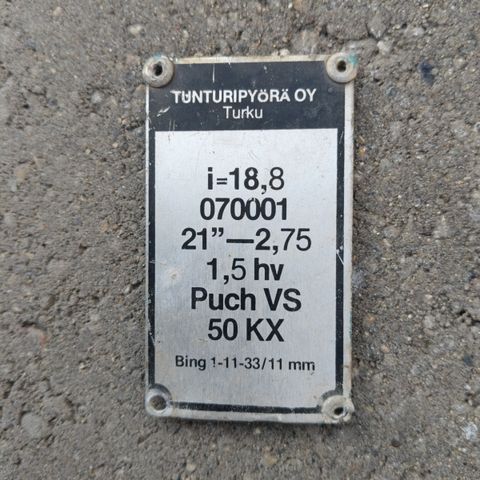 TUNTURIPYÖRÄ OY
Turku
i=18,8
070001
21"—2,75
1,5 hv
Puch VS
50 KX
Bing 1-11-33/11 mm